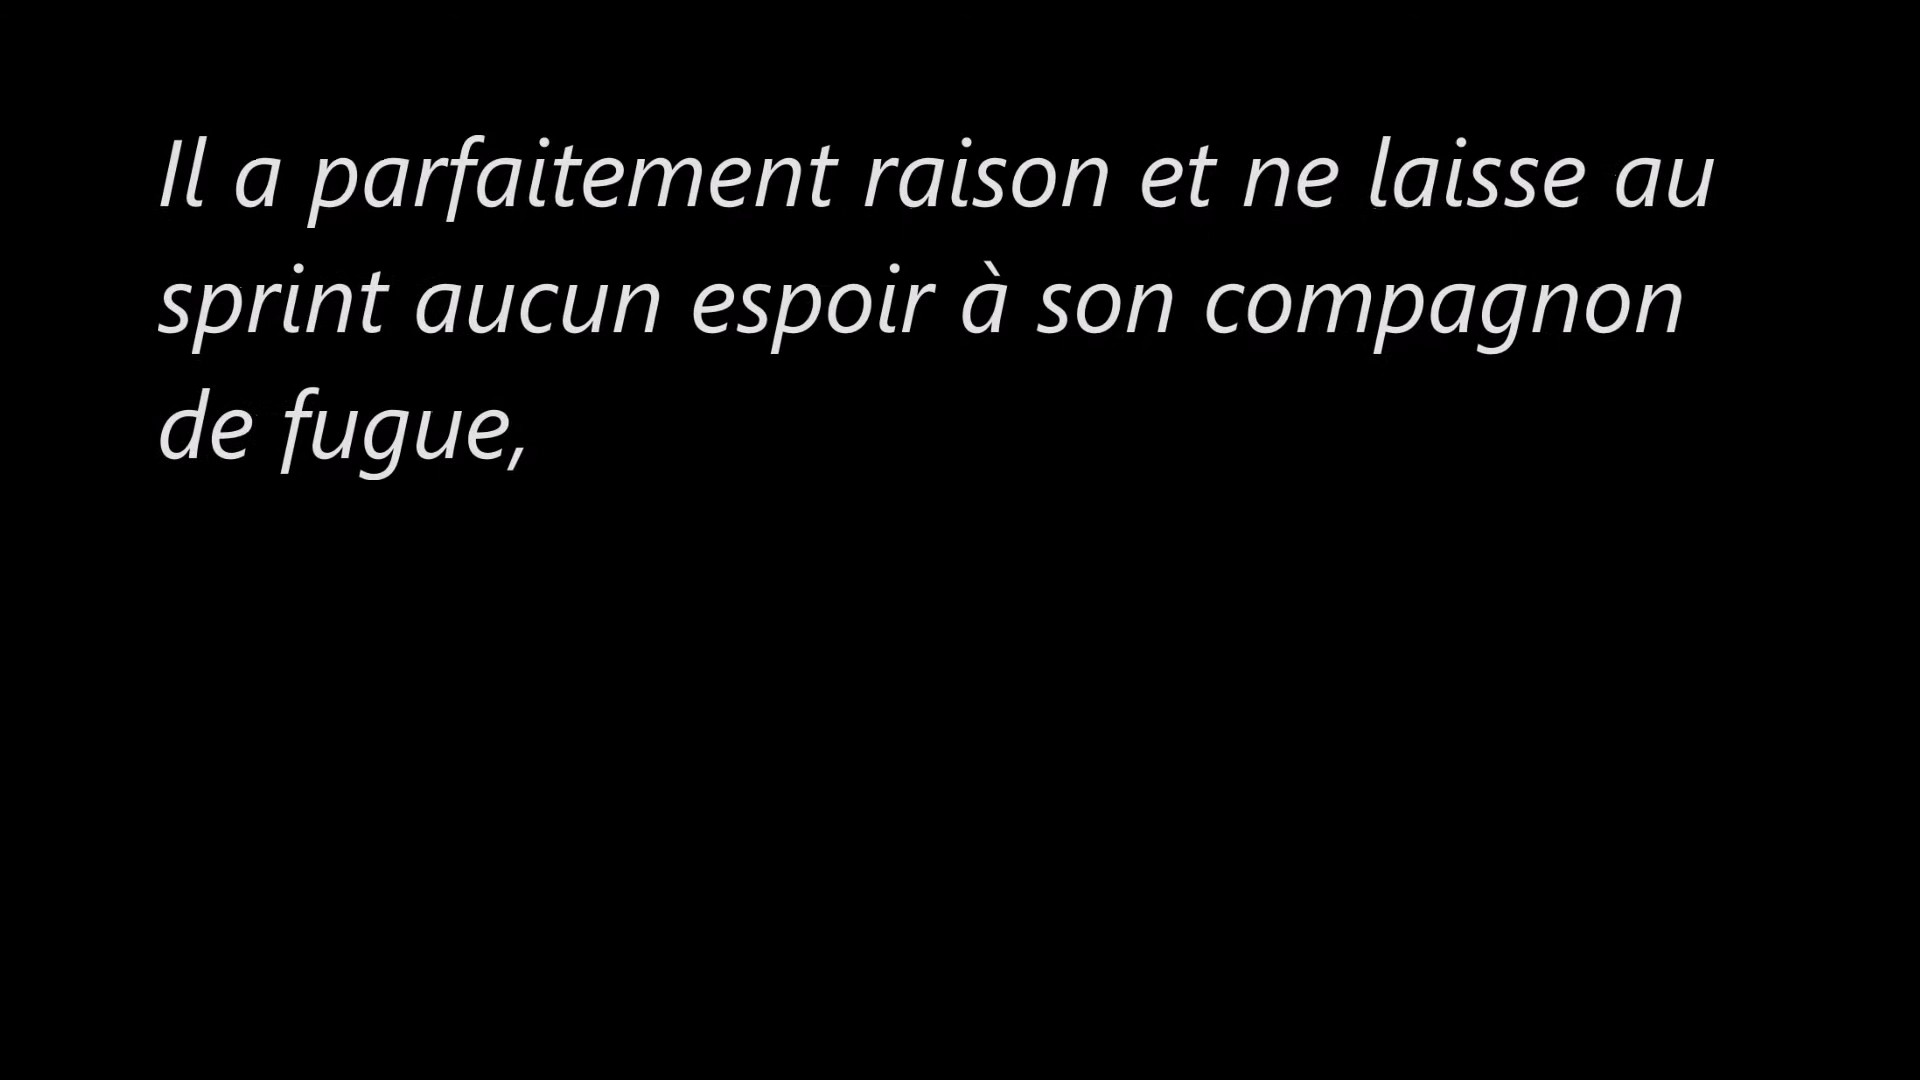 Il a parfaitement raison et ne laisse au
sprint aucun espoir à son compagnon
de fugue,